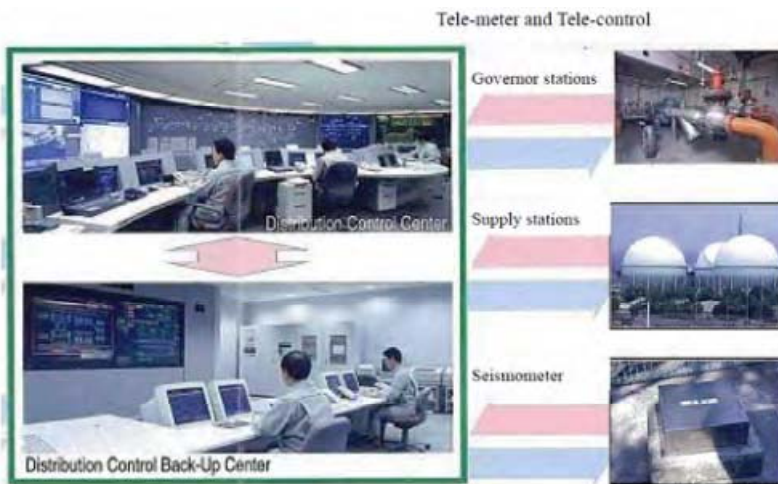 Tele-meter and Tele-control
Governor stations
Distribution Control Center
Supply stations
Seismometer
Distribution Control Back-Up Center